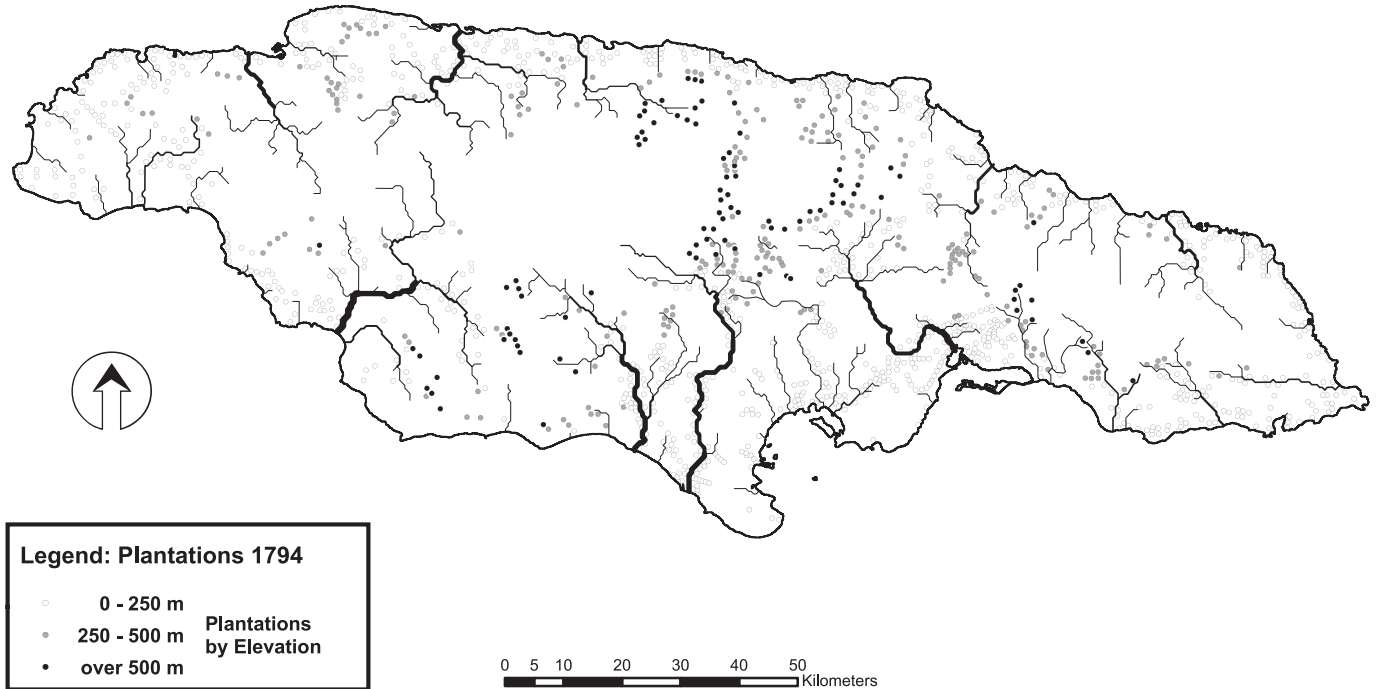 Legend: Plantations 1794
0 - 250 m
250 - 500 m
over 500 m
Plantations
by Elevation
0 5 10 20 30 40 50
Kilometers